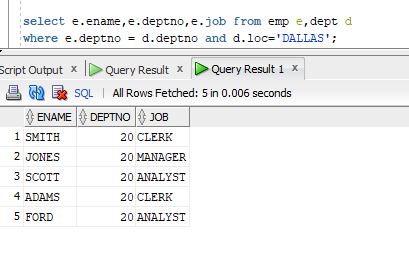 select e.ename,e.deptno,e.job from emp e,dept d
where e.deptno = d.deptno and d.loc='DALLAS';
Script Output x Query Result x Query Result 1 x
SQL | All Rows Fetched: 5 in 0.006 seconds
ENAME DEPTNO JOB
1 SMITH 20 CLERK
2 JONES 20 MANAGER
3 SCOTT 20 ANALYST
4 ADAMS 20 CLERK
5 FORD 20 ANALYST